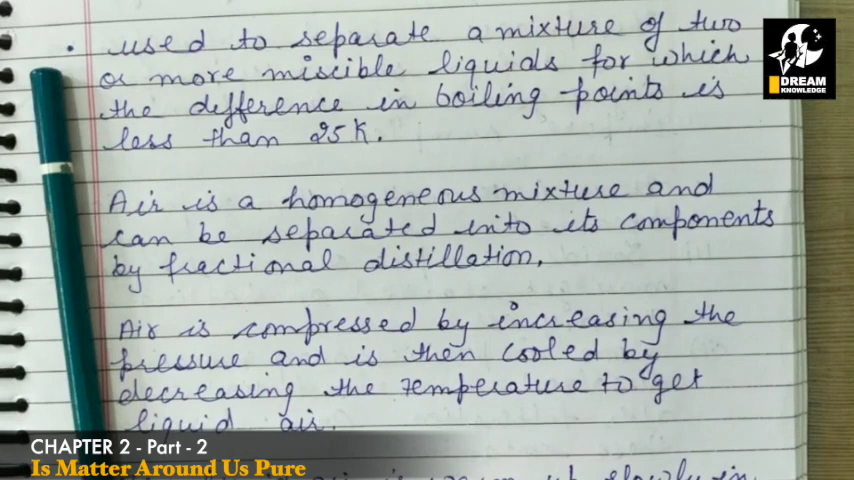 • used to separate a mixture of two
or more miscible liquids for which
the difference in boiling points is
less than 25K.
Air is a homogeneous mixture and
can be separated into its components
by fractional distillation.
Air is compressed by increasing the
pressure and is then cooled by
decreasing the temperature to get
liquid air.
slowly in
DREAM
KNOWLEDGE
CHAPTER 2 - Part - 2
Is Matter Around Us Pure